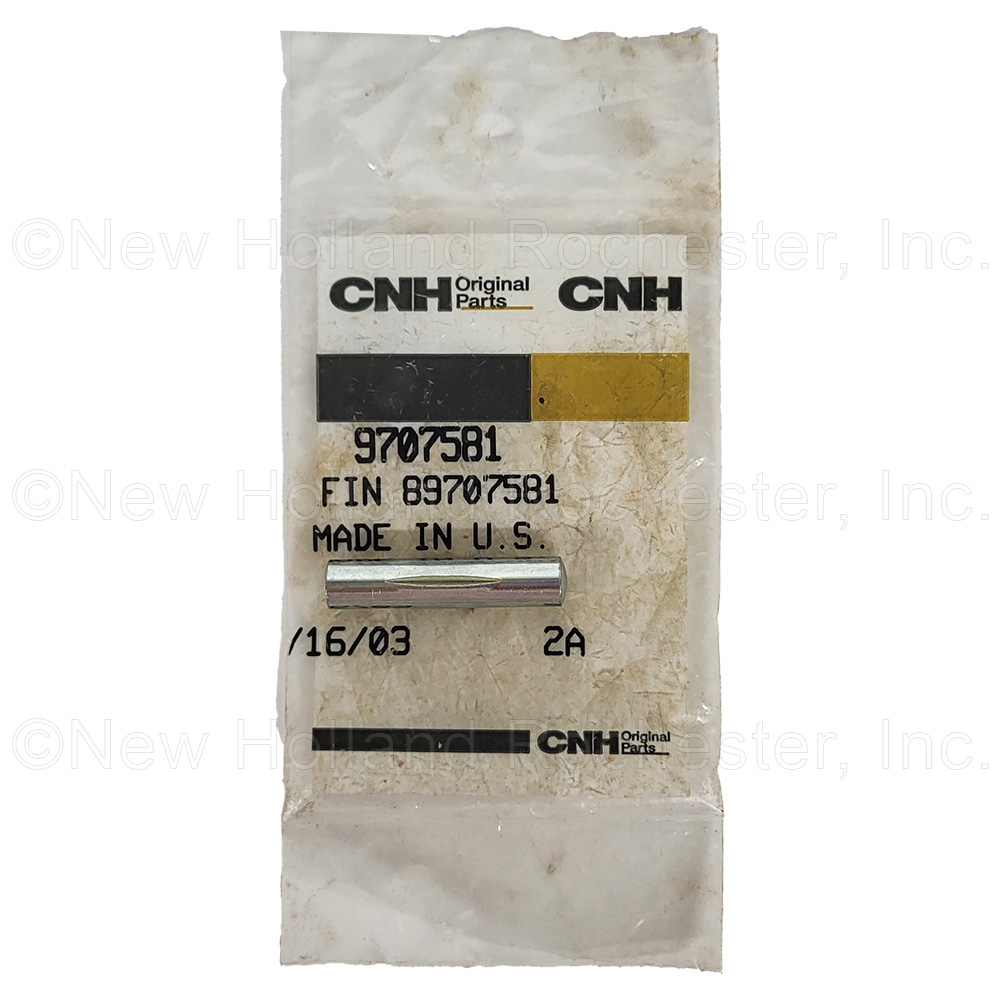 ©New Holland Rochester, Inc.
CNH Original Parts CNH
9707581
©New Holland Rochester, Inc.
FIN 89707581
MADE IN U.S.
/16/03 2A
©New Holland Rochester, Inc.
CNH Original Parts